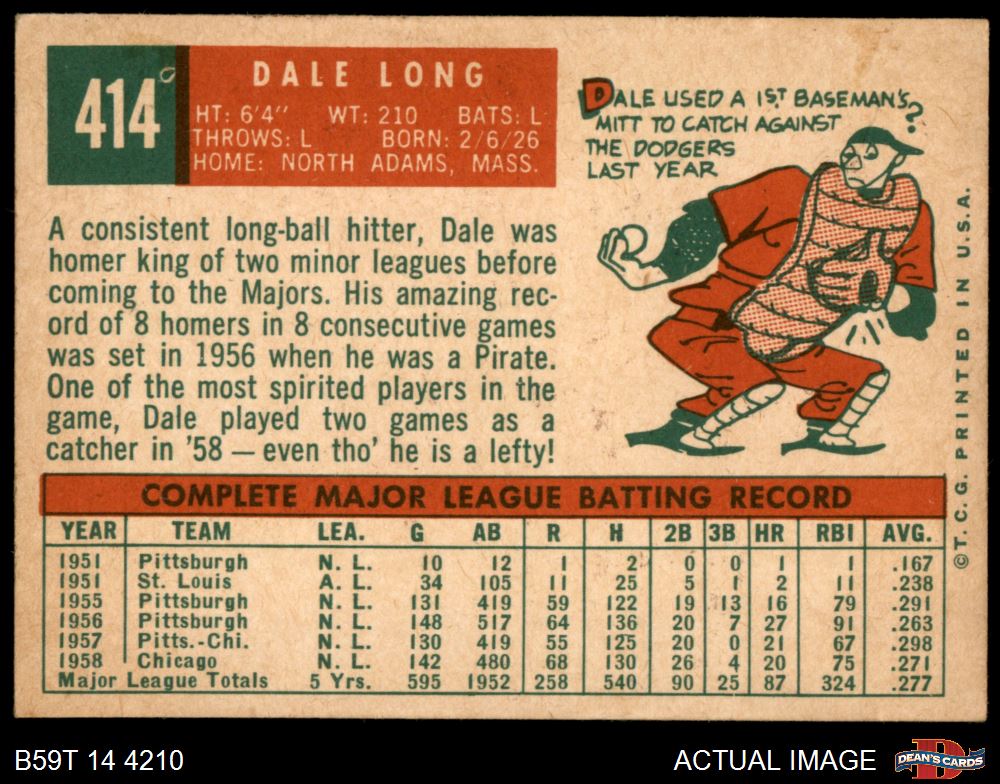 414
DALE LONG
HT: 6'4" WT: 210 BATS: L
THROWS: L BORN: 2/6/26
HOME: NORTH ADAMS, MASS.
DALE USED A 1ST BASEMAN'S
MITT TO CATCH AGAINST
THE DODGERS
LAST YEAR
?
A consistent long-ball hitter, Dale was
homer king of two minor leagues before
coming to the Majors. His amazing rec-
ord of 8 homers in 8 consecutive games
was set in 1956 when he was a Pirate.
One of the most spirited players in the
game, Dale played two games as a
catcher in '58 — even tho' he is a lefty!
COMPLETE MAJOR LEAGUE BATTING RECORD
YEAR TEAM LEA. G AB R H 2B 3B HR RBI AVG.
1951 Pittsburgh N. L. 10 12 1 2 0 0 1 1 .167
1951 St. Louis A. L. 34 105 11 25 5 1 2 11 .238
1955 Pittsburgh N. L. 131 419 59 122 19 13 16 79 .291
1956 Pittsburgh N. L. 148 517 64 136 20 7 27 91 .263
1957 Pitts.-Chi. N. L. 130 419 55 125 20 0 21 67 .298
1958 Chicago N. L. 142 480 68 130 26 4 20 75 .271
Major League Totals 5 Yrs. 595 1952 258 540 90 25 87 324 .277
©T. C. G. PRINTED IN U.S.A.
B59T 14 4210
ACTUAL IMAGE
DEAN'S CARDS